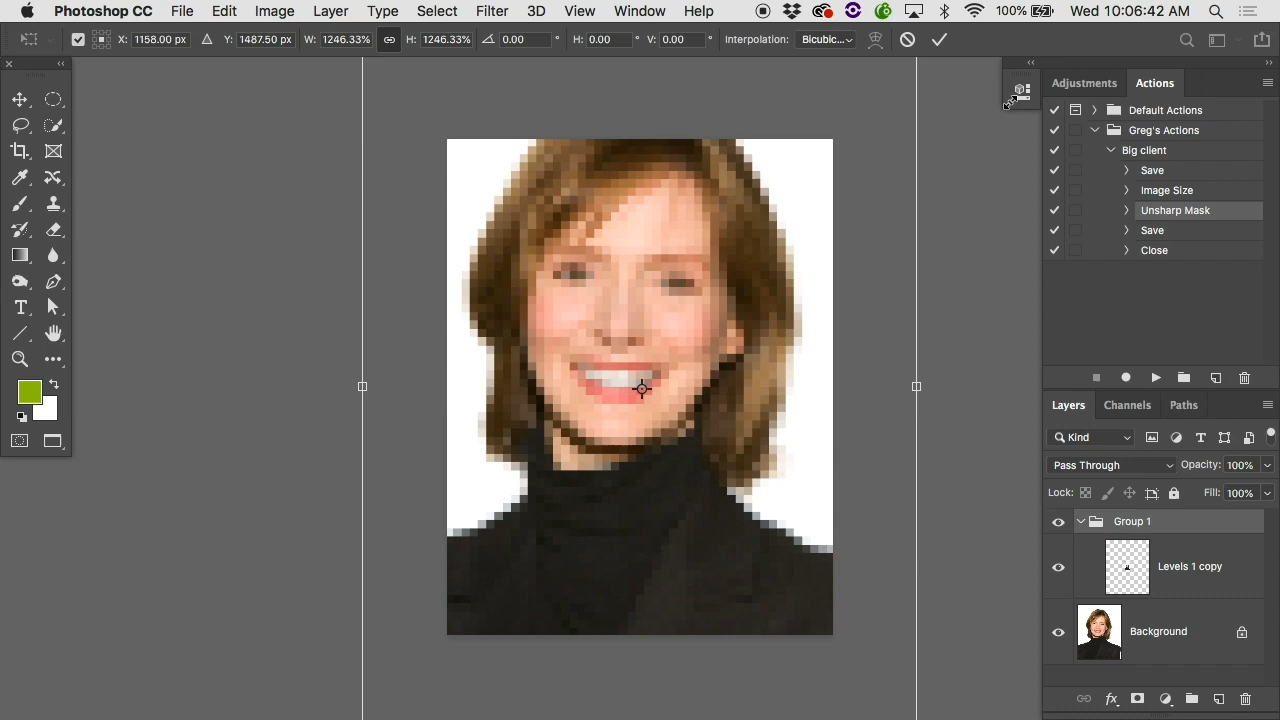 Photoshop CC File Edit Image Layer Type Select Filter 3D View Window Help 100% Wed 10:06:42 AM
X: 1158.00 px Y: 1487.50 px W: 1246.33% H: 1246.33% 0.00 ° H: 0.00 ° V: 0.00 ° Interpolation: Bicubic...
Adjustments Actions
Default Actions
Greg's Actions
Big client
Save
Image Size
Unsharp Mask
Save
Close
Layers Channels Paths
Kind
Pass Through Opacity: 100%
Lock: Fill: 100%
Group 1
Levels 1 copy
Background
fx